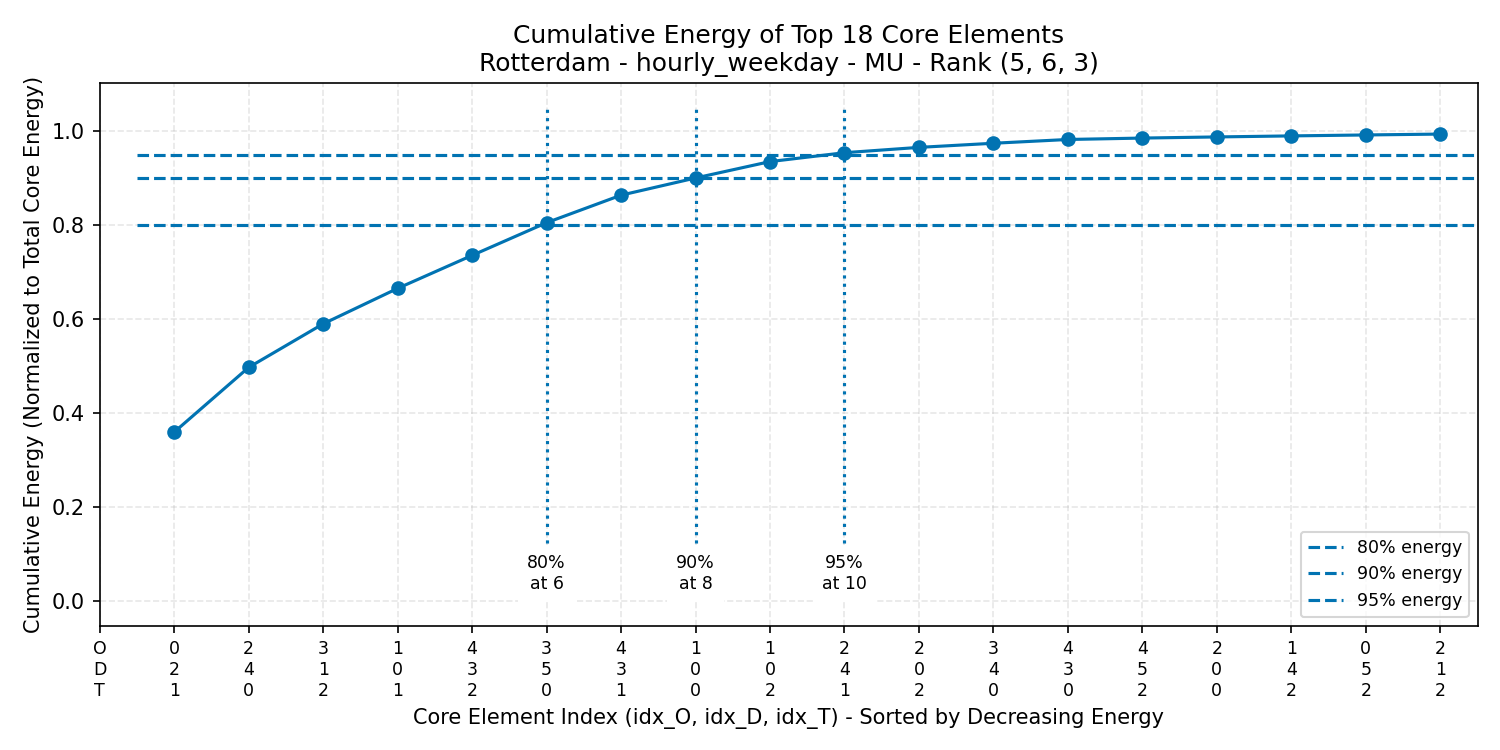 Cumulative Energy of Top 18 Core Elements
Rotterdam - hourly_weekday - MU - Rank (5, 6, 3)
Cumulative Energy (Normalized to Total Core Energy)
1.0
0.8
0.6
0.4
0.2
0.0
80% 90% 95%
at 6 at 8 at 10
80% energy
90% energy
95% energy
O 0 2 3 1 4 3 4 1 1 2 2 3 4 4 2 1 0 2
D 2 4 1 0 3 5 3 0 0 4 0 4 3 5 0 4 5 1
T 1 0 2 1 2 0 1 0 2 1 2 0 0 2 0 2 2 2
Core Element Index (idx_O, idx_D, idx_T) - Sorted by Decreasing Energy